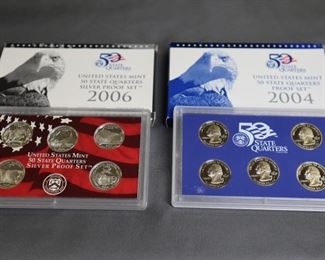 50
STATE
QUARTERS
UNITED STATES MINT
50 STATE QUARTERS
SILVER PROOF SET™
2006
50
STATE
QUARTERS
UNITED STATES MINT
50 STATE QUARTERS
PROOF SET™
2004
UNITED STATES MINT
50 STATE QUARTERS
SILVER PROOF SET™
50
STATE
QUARTERS